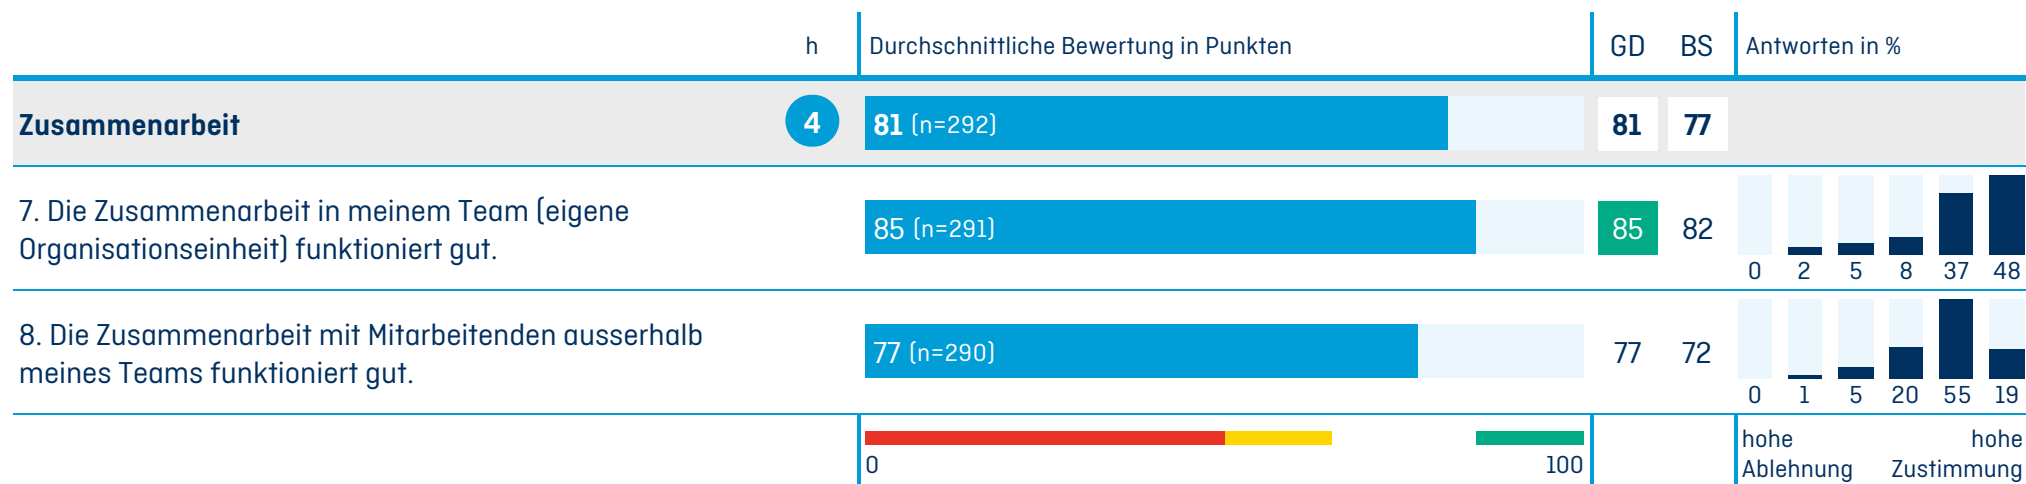 h Durchschnittliche Bewertung in Punkten GD BS Antworten in %
Zusammenarbeit 4 81 (n=292) 81 77
7. Die Zusammenarbeit in meinem Team (eigene
Organisationseinheit) funktioniert gut.
85 (n=291) 85 82
0 2 5 8 37 48
8. Die Zusammenarbeit mit Mitarbeitenden ausserhalb
meines Teams funktioniert gut.
77 (n=290) 77 72
0 1 5 20 55 19
0 100
hohe Ablehnung
hohe Zustimmung